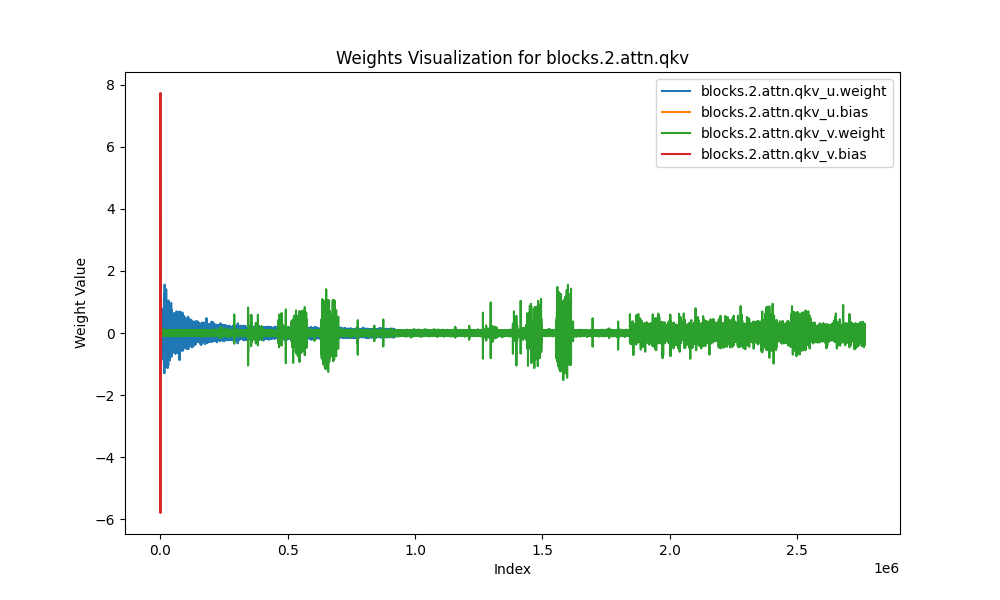 Weights Visualization for blocks.2.attn.qkv
blocks.2.attn.qkv_u.weight
blocks.2.attn.qkv_u.bias
blocks.2.attn.qkv_v.weight
blocks.2.attn.qkv_v.bias
8
6
4
2
0
−2
−4
−6
Weight Value
0.0 0.5 1.0 1.5 2.0 2.5
1e6
Index